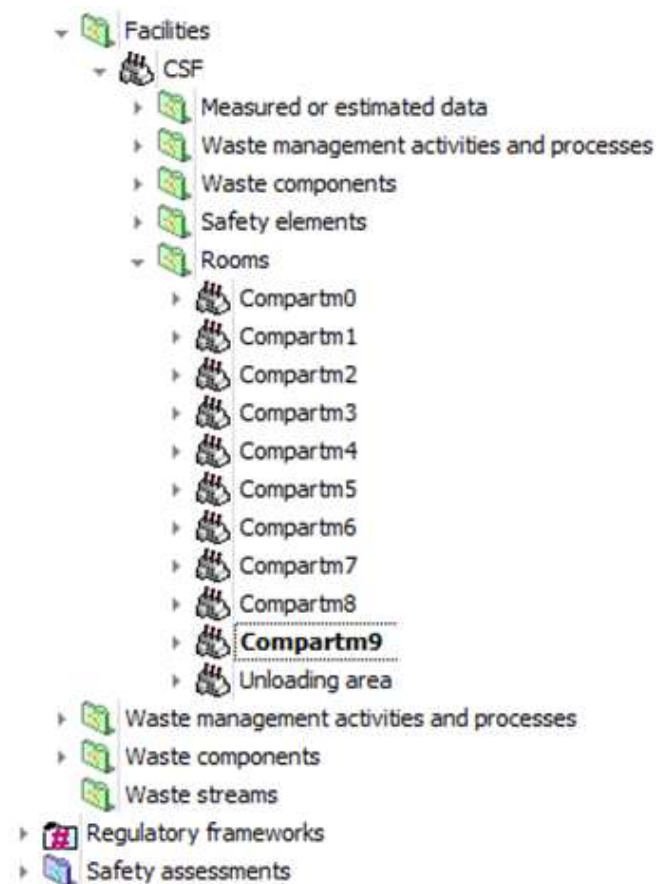 Facilities
CSF
Measured or estimated data
Waste management activities and processes
Waste components
Safety elements
Rooms
Compartm0
Compartm1
Compartm2
Compartm3
Compartm4
Compartm5
Compartm6
Compartm7
Compartm8
Compartm9
Unloading area
Waste management activities and processes
Waste components
Waste streams
Regulatory frameworks
Safety assessments